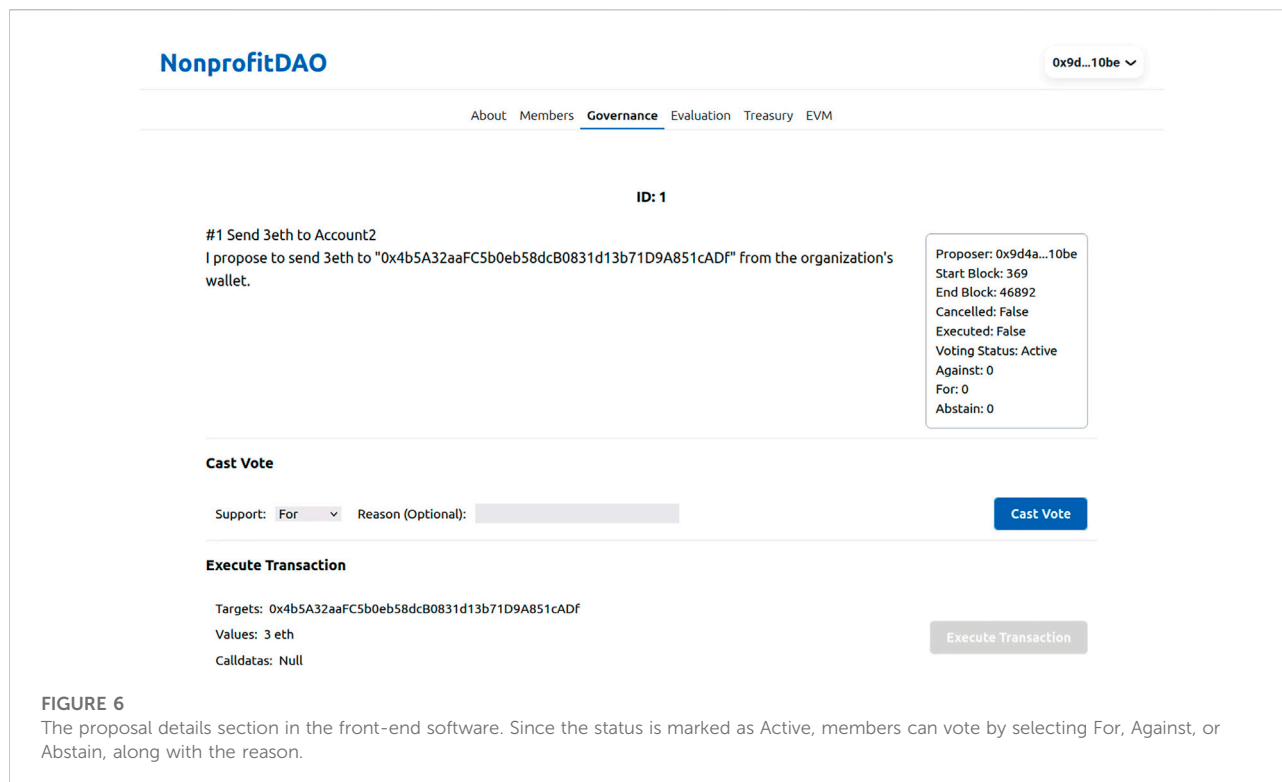 NonprofitDAO
0x9d...10be
About Members Governance Evaluation Treasury EVM
ID: 1
#1 Send 3eth to Account2
I propose to send 3eth to "0x4b5A32aaFC5b0eb58dcB0831d13b71D9A851cADf" from the organization's
wallet.
Proposer: 0x9d4a...10be
Start Block: 369
End Block: 46892
Cancelled: False
Executed: False
Voting Status: Active
Against: 0
For: 0
Abstain: 0
Cast Vote
Support: For Reason (Optional):
Cast Vote
Execute Transaction
Targets: 0x4b5A32aaFC5b0eb58dcB0831d13b71D9A851cADf
Values: 3 eth
Execute Transaction
Calldatas: Null
FIGURE 6
The proposal details section in the front-end software. Since the status is marked as Active, members can vote by selecting For, Against, or
Abstain, along with the reason.